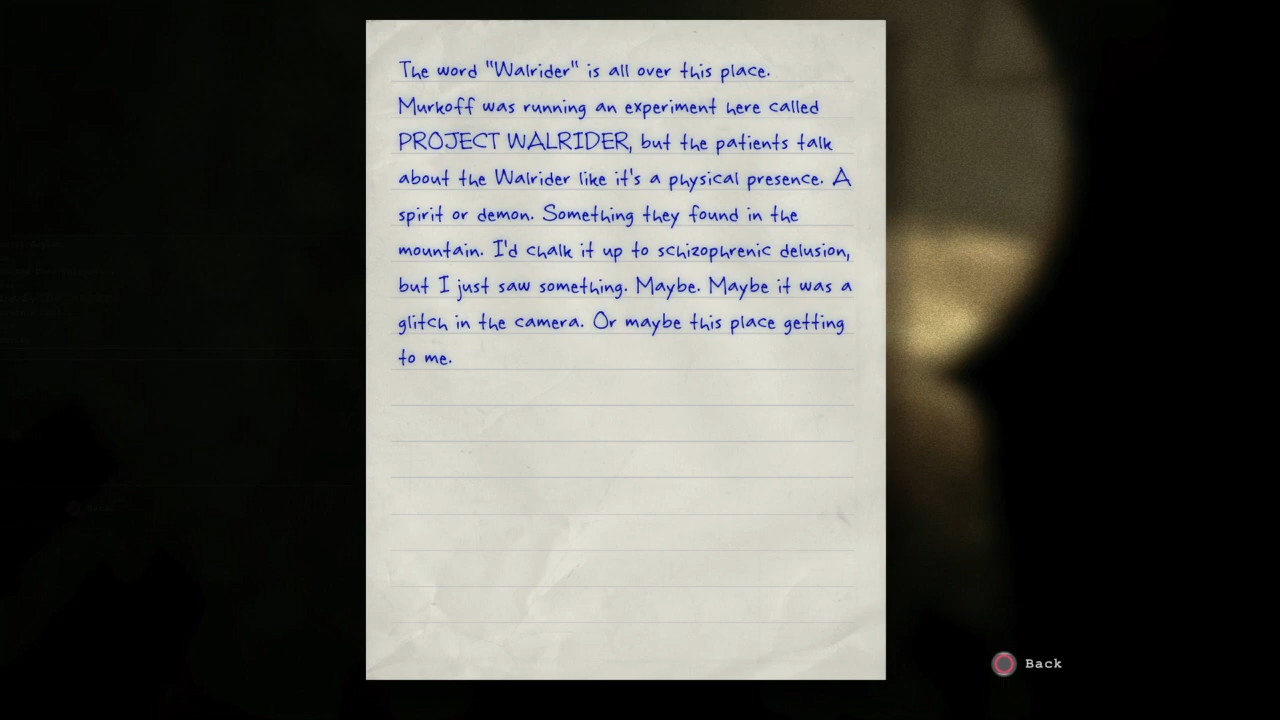 The word "Walrider" is all over this place.
Murkoff was running an experiment here called
PROJECT WALRIDER, but the patients talk
about the Walrider like it's a physical presence. A
spirit or demon. Something they found in the
mountain. I'd chalk it up to schizophrenic delusion,
but I just saw something. Maybe. Maybe it was a
glitch in the camera. Or maybe this place getting
to me.
Back